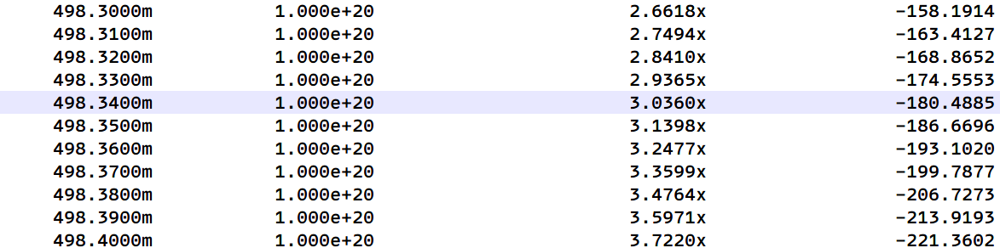 498.3000m 1.000e+20 2.6618x -158.1914
498.3100m 1.000e+20 2.7494x -163.4127
498.3200m 1.000e+20 2.8410x -168.8652
498.3300m 1.000e+20 2.9365x -174.5553
498.3400m 1.000e+20 3.0360x -180.4885
498.3500m 1.000e+20 3.1398x -186.6696
498.3600m 1.000e+20 3.2477x -193.1020
498.3700m 1.000e+20 3.3599x -199.7877
498.3800m 1.000e+20 3.4764x -206.7273
498.3900m 1.000e+20 3.5971x -213.9193
498.4000m 1.000e+20 3.7220x -221.3602